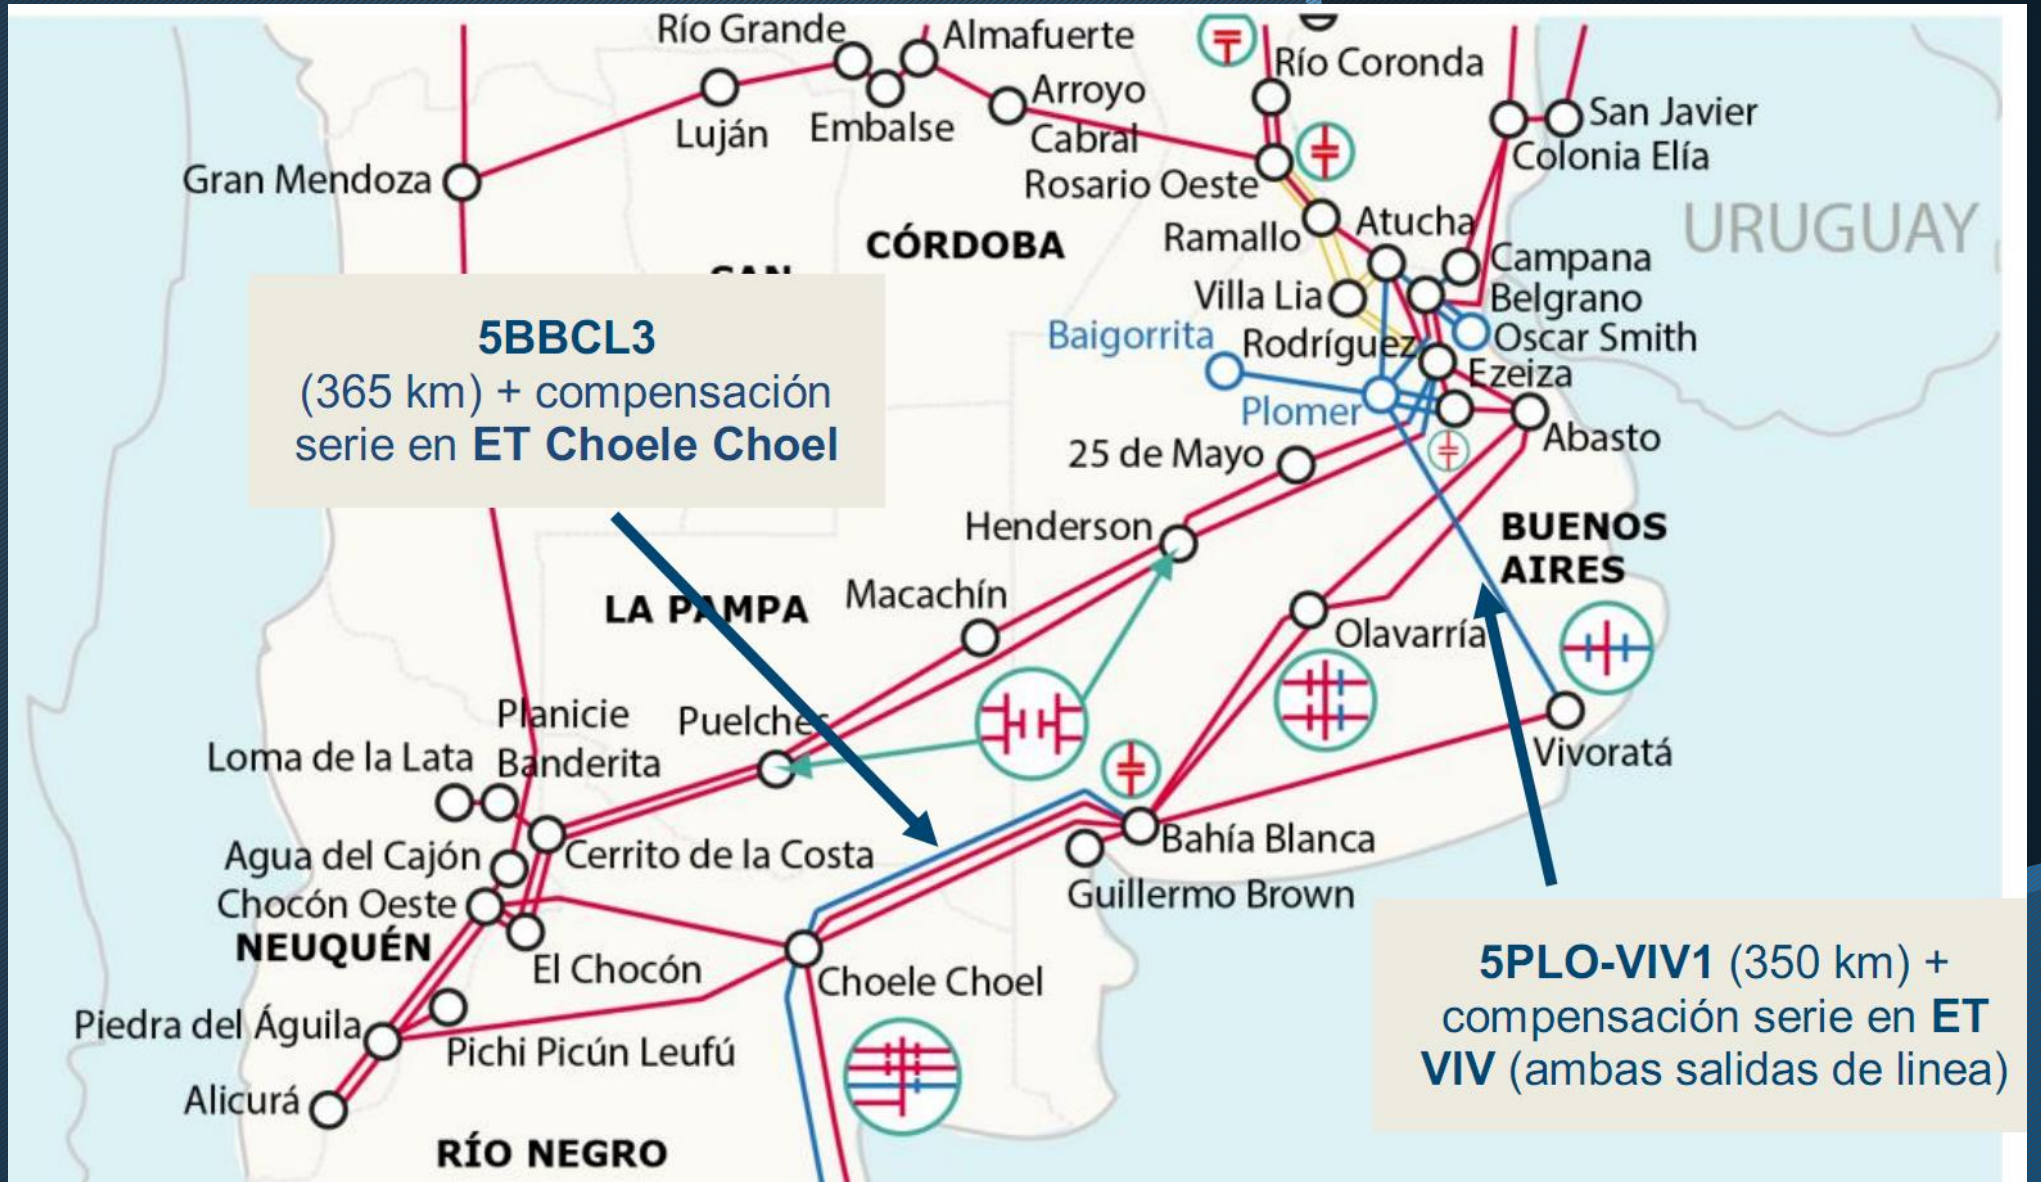 Río Grande
Almafuerte
Río Coronda
Arroyo
Cabral
San Javier
Luján
Embalse
Colonia Elía
Gran Mendoza
Rosario Oeste
URUGUAY
CÓRDOBA
Ramallo
Atucha
Campana
SAN
Villa Lia
Belgrano
5BBCL3
(365 km) + compensación
serie en ET Choele Choel
Baigorrita
Rodríguez
Oscar Smith
Ezeiza
Plomer
Abasto
25 de Mayo
Henderson
BUENOS
AIRES
LA PAMPA
Macachín
Olavarría
Planicie
Banderita
Puelches
Loma de la Lata
Vivoratá
Agua del Cajón
Cerrito de la Costa
Bahía Blanca
Chocón Oeste
Guillermo Brown
NEUQUÉN
El Chocón
Choele Choel
5PLO-VIV1 (350 km) +
compensación serie en ET
VIV (ambas salidas de linea)
Piedra del Águila
Pichi Picún Leufú
Alicurá
RÍO NEGRO